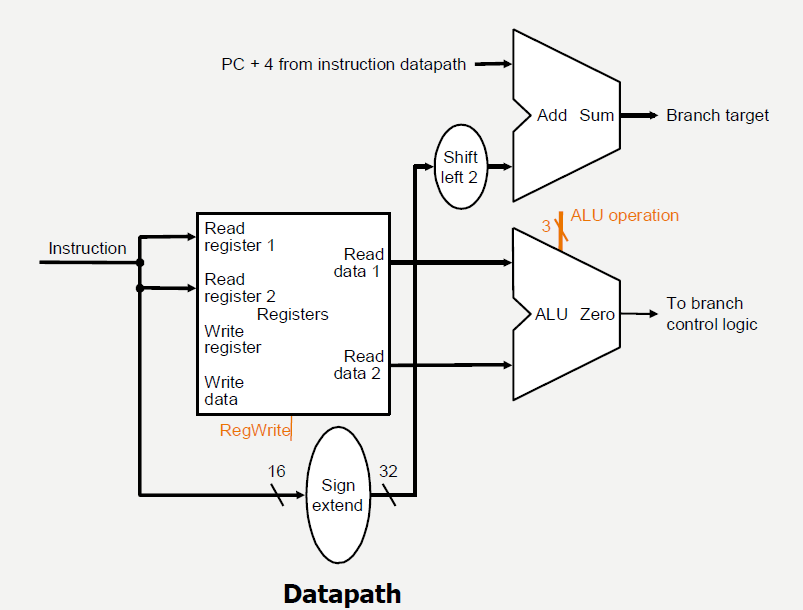 PC + 4 from instruction datapath
Add Sum
Branch target
Shift
left 2
ALU operation
3
Instruction
Read
register 1
Read
data 1
Read
register 2
Registers
Write
register
Read
data 2
Write
data
ALU Zero
To branch
control logic
RegWrite
16
32
Sign
extend
Datapath